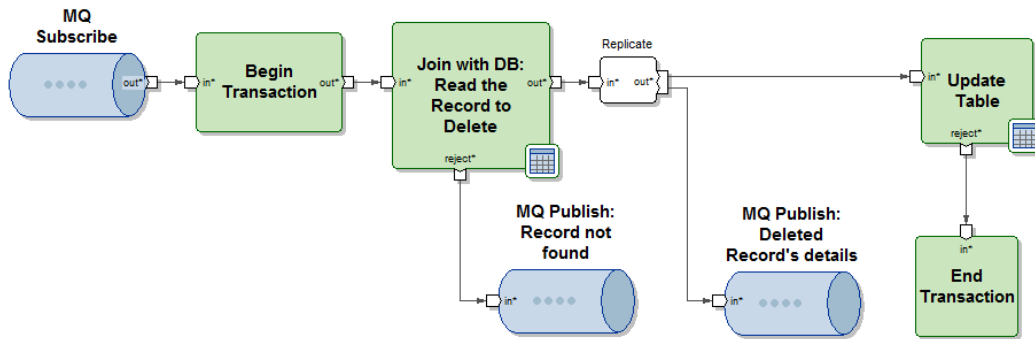 MQ
Subscribe
out*
in*
Begin
Transaction
out*
in*
Join with DB:
Read the
Record to
Delete
out*
reject*
Replicate
in*
out*
in*
Update
Table
reject*
MQ Publish:
Record not
found
in*
MQ Publish:
Deleted
Record's details
in*
in*
End
Transaction